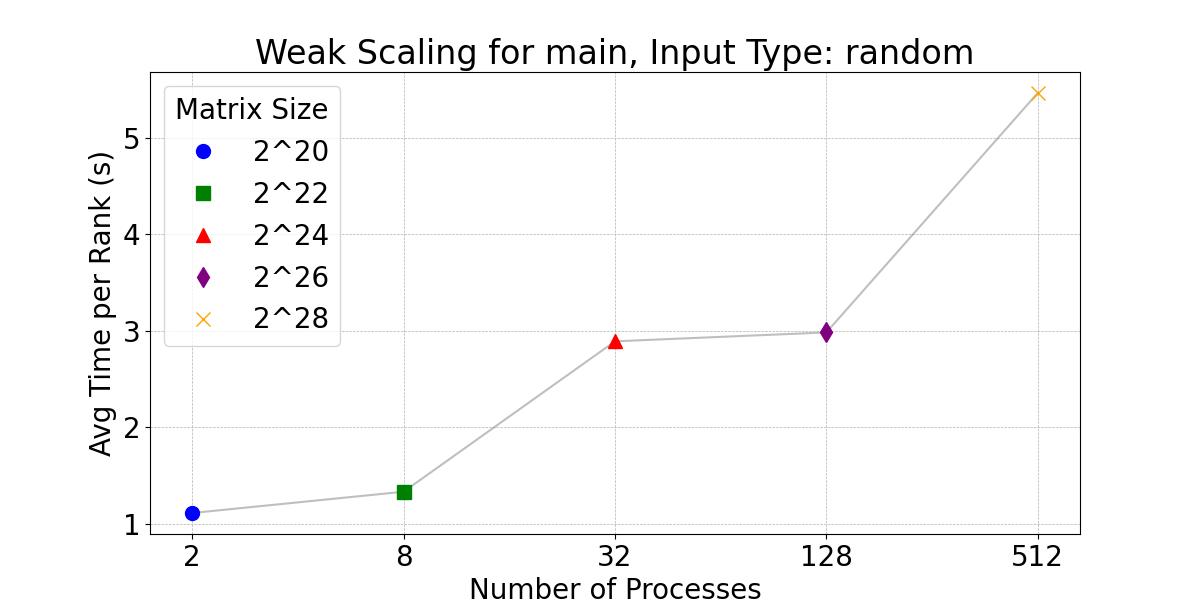 Weak Scaling for main, Input Type: random
Matrix Size
2^20
2^22
2^24
2^26
2^28
Avg Time per Rank (s)
5
4
3
2
1
2 8 32 128 512
Number of Processes